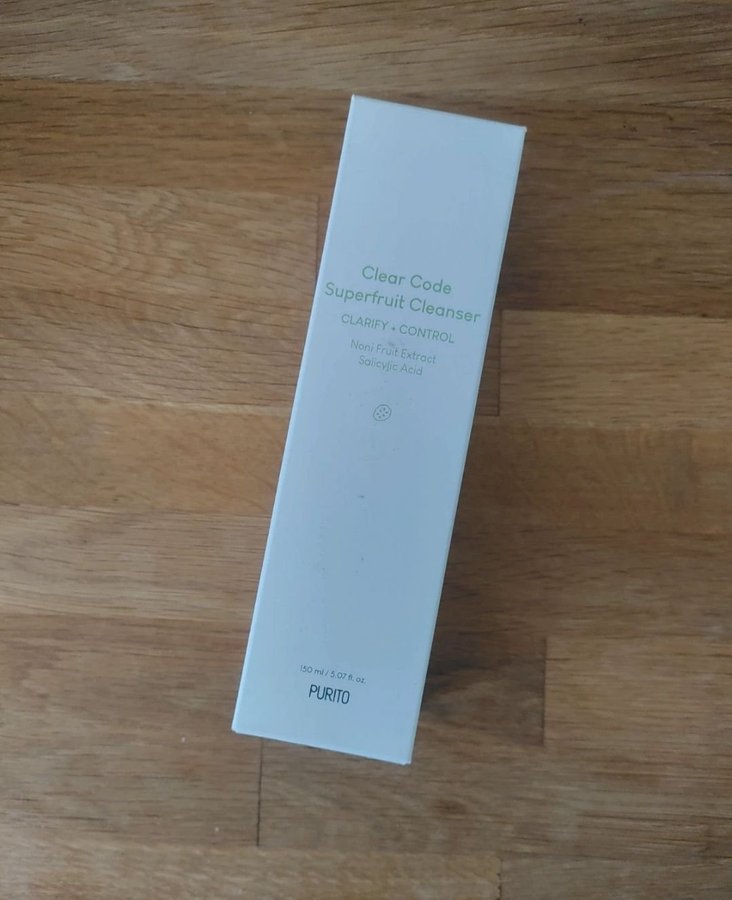 Clear Code
Superfruit Cleanser
CLARIFY + CONTROL
Noni Fruit Extract
Salicylic Acid
150 ml / 5.07 fl. oz.
PURITO